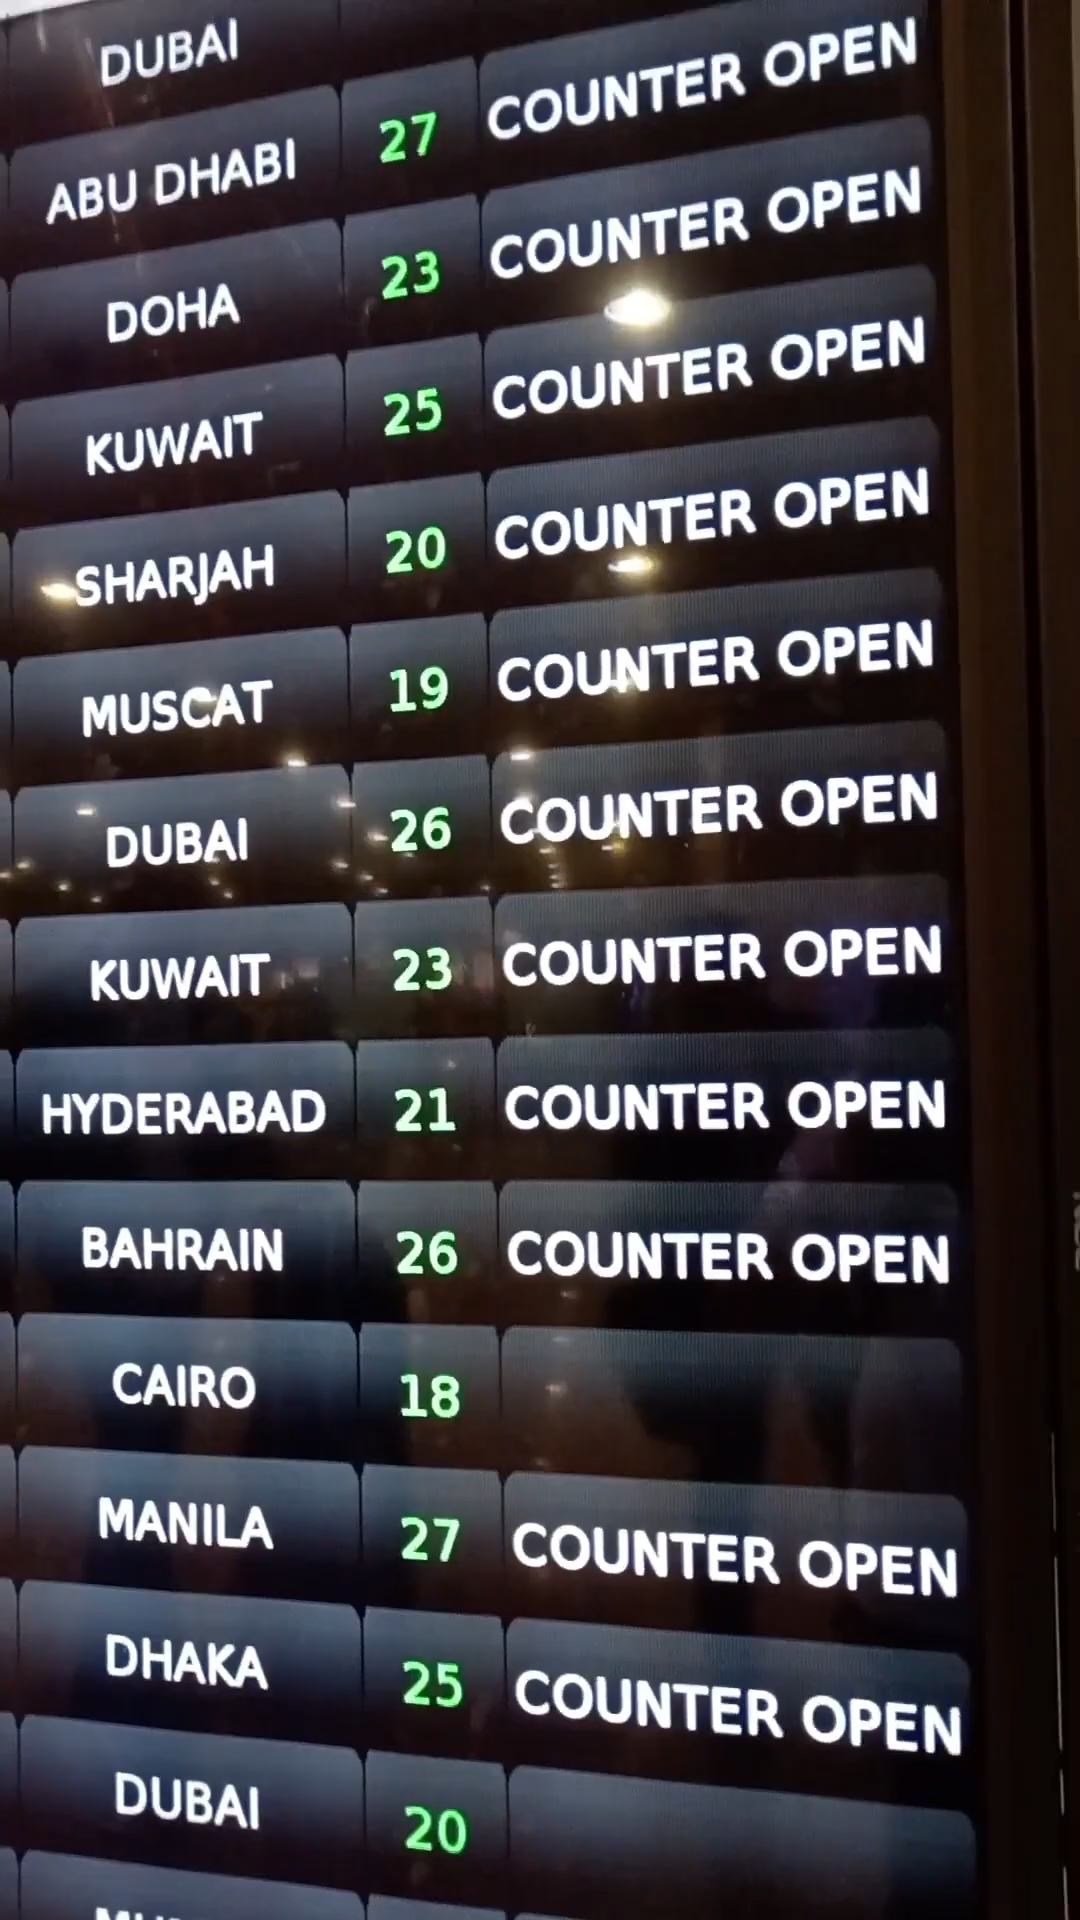 DUBAI
ABU DHABI 27 COUNTER OPEN
DOHA 23 COUNTER OPEN
KUWAIT 25 COUNTER OPEN
SHARJAH 20 COUNTER OPEN
MUSCAT 19 COUNTER OPEN
DUBAI 26 COUNTER OPEN
KUWAIT 23 COUNTER OPEN
HYDERABAD 21 COUNTER OPEN
BAHRAIN 26 COUNTER OPEN
CAIRO 18
MANILA 27 COUNTER OPEN
DHAKA 25 COUNTER OPEN
DUBAI 20